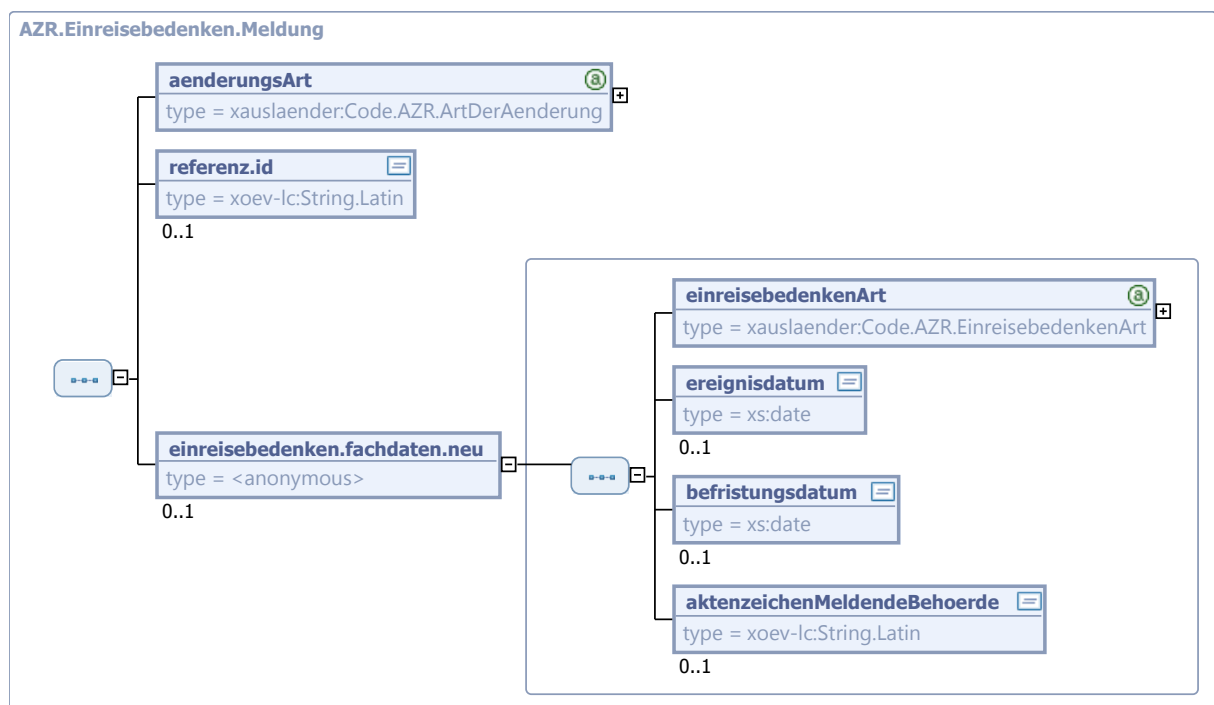 AZR.Einreisebedenken.Meldung
aenderungsArt
type = xauslaender:Code.AZR.ArtDerAenderung
referenz.id
type = xoev-lc:String.Latin
0..1
einreisebedenken.fachdaten.neu
type = <anonymous>
0..1
einreisebedenkenArt
type = xauslaender:Code.AZR.EinreisebedenkenArt
ereignisdatum
type = xs:date
0..1
befristungsdatum
type = xs:date
0..1
aktenzeichenMeldendeBehoerde
type = xoev-lc:String.Latin
0..1